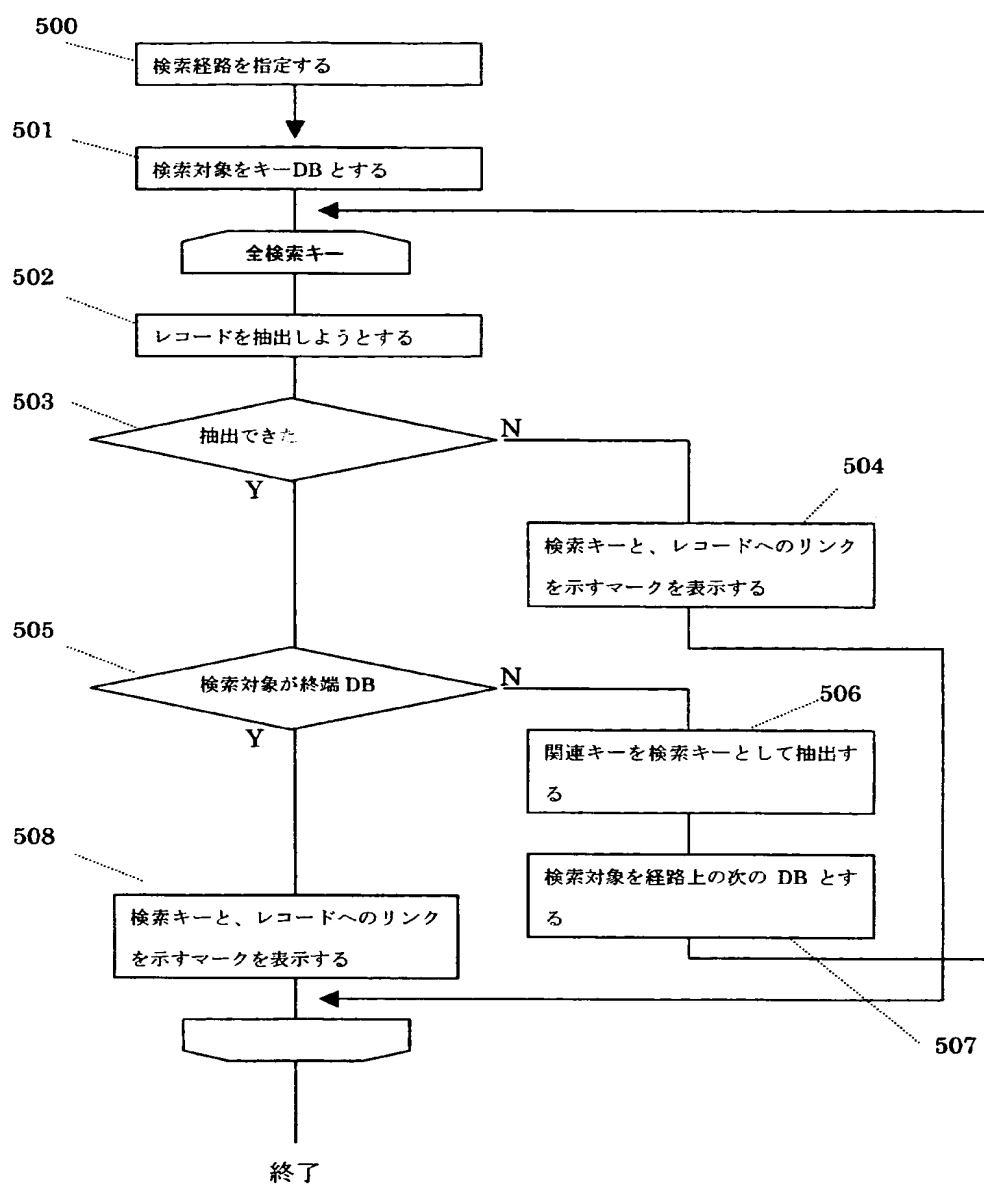 500
検索経路を指定する
501
検索対象をキーDBとする
全検索キー
502
レコードを抽出しようとする
503
抽出できた
N
Y
504
検索キーと、レコードへのリンク
を示すマークを表示する
505
検索対象が終端 DB
N
Y
506
関連キーを検索キーとして抽出す
る
508
検索対象を経路上の次の DB とす
る
検索キーと、レコードへのリンク
を示すマークを表示する
507
終了